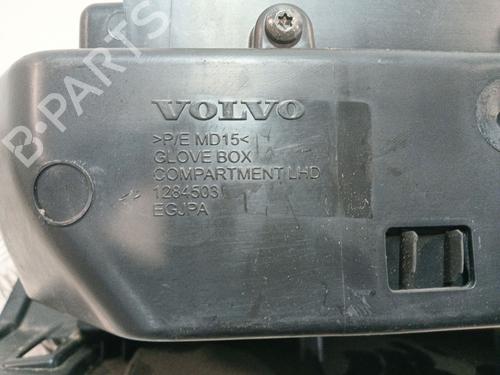 VOLVO
>P/E MD15<
GLOVE BOX
COMPARTMENT LHD
1284503
EGJPA
B-PARTS